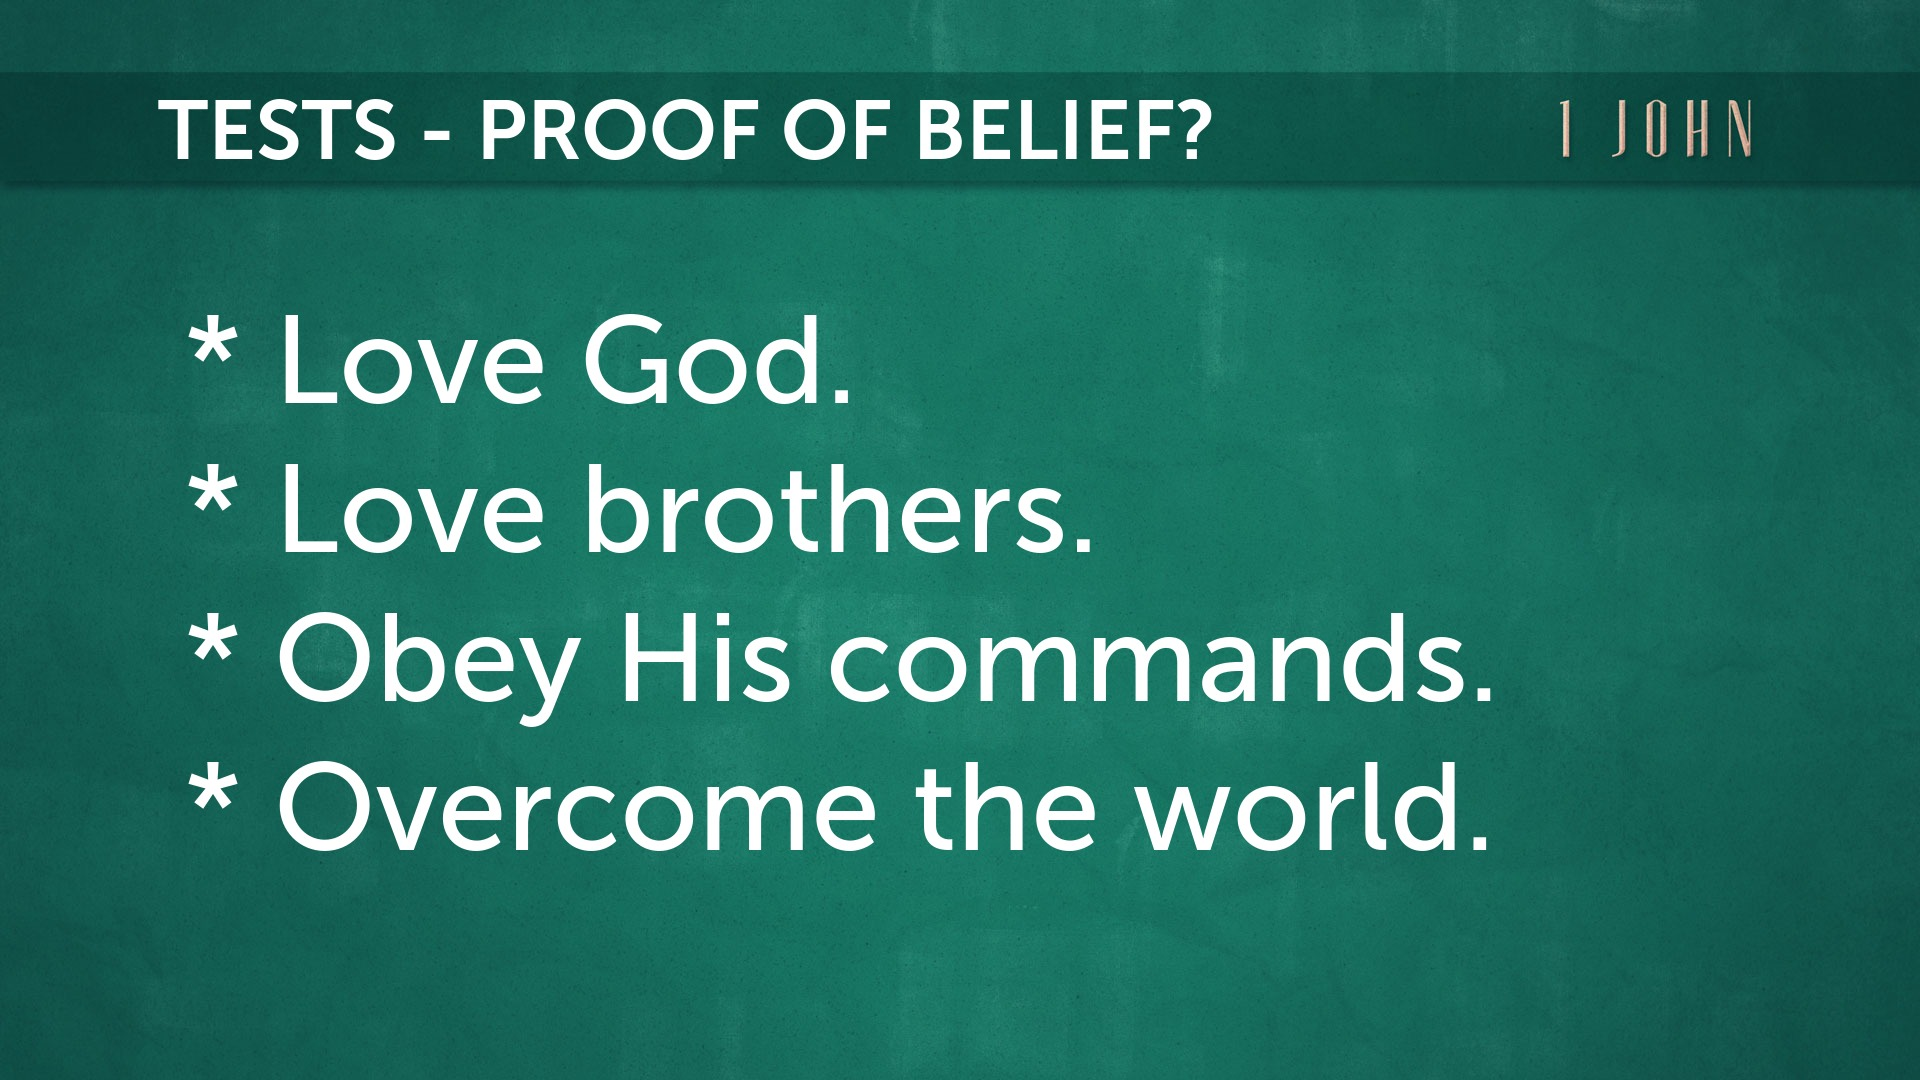 TESTS - PROOF OF BELIEF?
1 JOHN
* Love God.
* Love brothers.
* Obey His commands.
* Overcome the world.